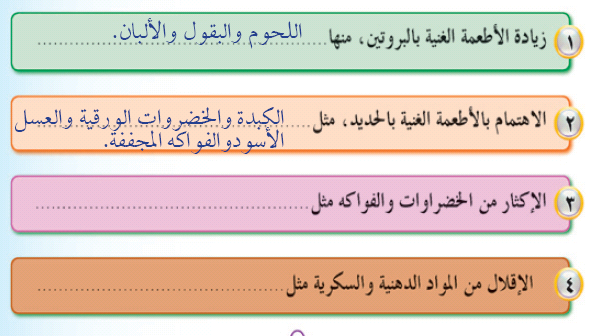 ١ زيادة الأطعمة الغنية بالبروتين، منها اللحوم والبقول والألبان.
٢ الاهتمام بالأطعمة الغنية بالحديد، مثل الكبدة والخضروات الورقية والعسل
الأسود والفواكه المجففة.
٣ الإكثار من الخضراوات والفواكه مثل ..............................
٤ الإقلال من المواد الدهنية والسكرية مثل ..............................